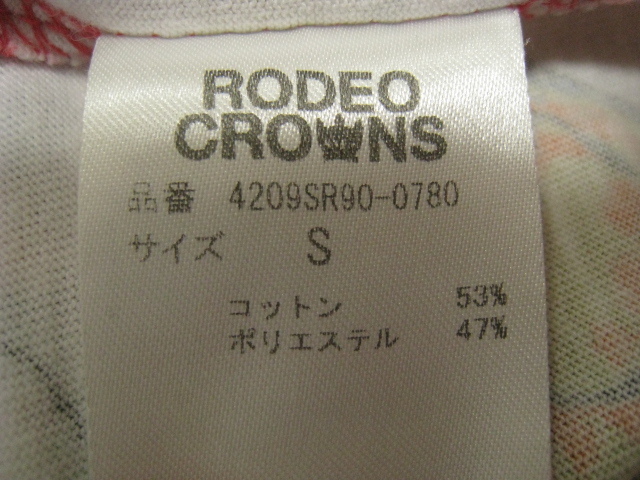 RODEO
CROWNS
品番 4209SR90-0780
サイズ S
コットン 53%
ポリエステル 47%